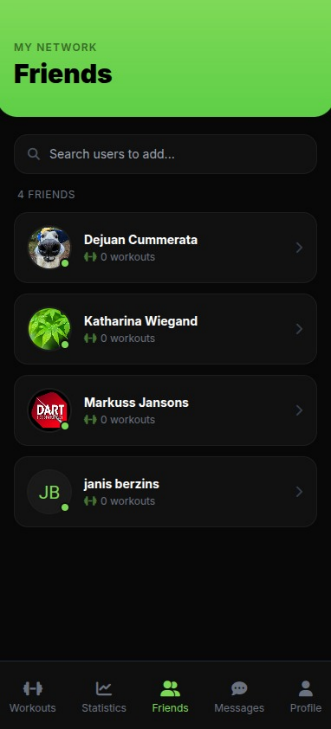 MY NETWORK
Friends
Search users to add...
4 FRIENDS
Dejuan Cummerata
0 workouts
Katharina Wiegand
0 workouts
DART
Markuss Jansons
0 workouts
JB
janis berzins
0 workouts
Workouts
Statistics
Friends
Messages
Profile